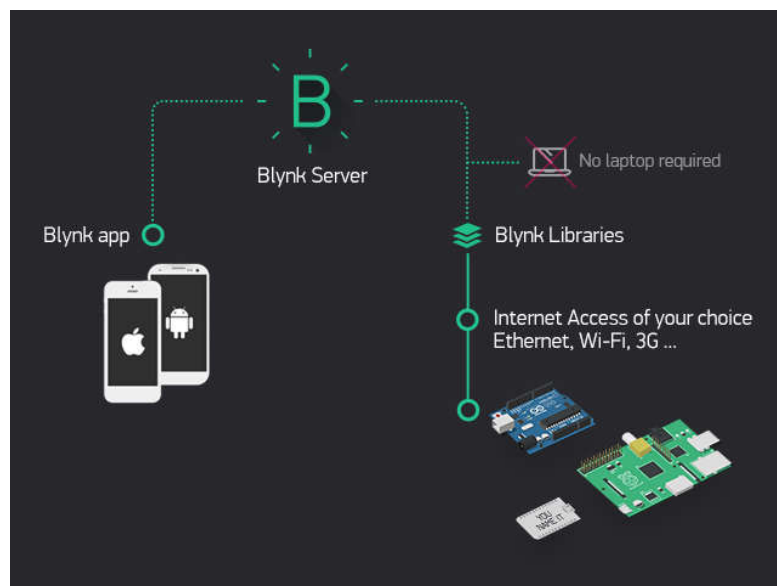 B
Blynk Server
No laptop required
Blynk app
Blynk Libraries
Internet Access of your choice
Ethernet, Wi-Fi, 3G ...
YOU
NAME IT